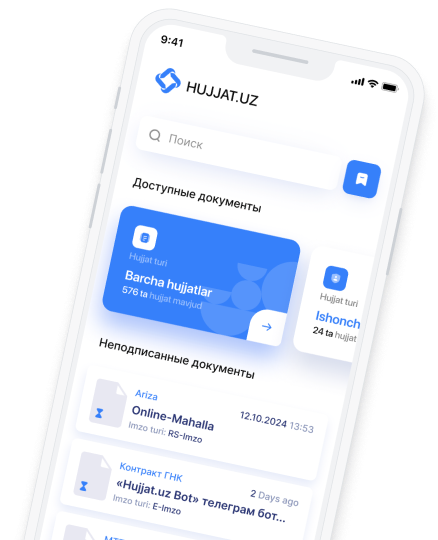 9:41
HUJJAT.UZ
Поиск
Доступные документы
Hujjat turi
Barcha hujjatlar
576 ta hujjat mavjud
Hujjat turi
Ishonch
24 ta hujjat
Неподписанные документы
Ariza
12.10.2024 13:53
Online-Mahalla
Imzo turi: RS-Imzo
Контракт ГНК
2 Days ago
«Hujjat.uz Bot» телеграм бот...
Imzo turi: E-Imzo